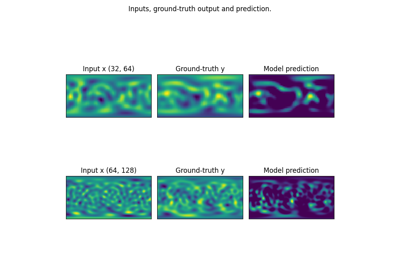 Inputs, ground-truth output and prediction.
Input x (32, 64) Ground-truth y Model prediction
Input x (64, 128) Ground-truth y Model prediction